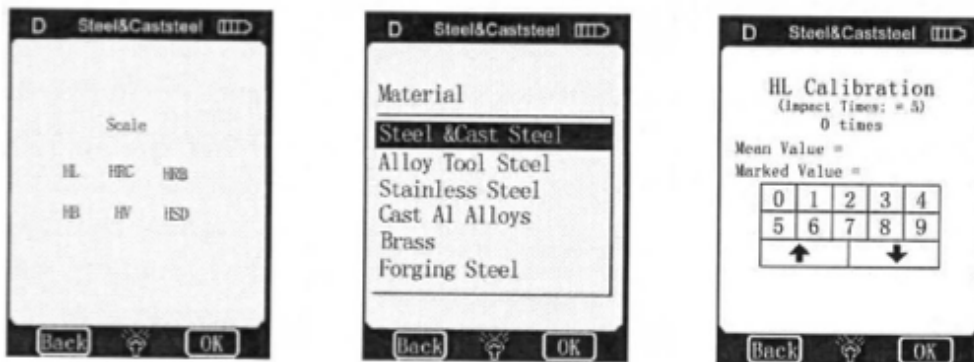 D Steel&Caststeel
Scale
HL HRC HRB
HB HV HSD
Back OK
D Steel&Caststeel
Material
Steel &Cast Steel
Alloy Tool Steel
Stainless Steel
Cast Al Alloys
Brass
Forging Steel
Back OK
D Steel&Caststeel
HL Calibration
(Impact Times: = 5)
0 times
Mean Value =
Marked Value =
0 1 2 3 4
5 6 7 8 9
Back OK